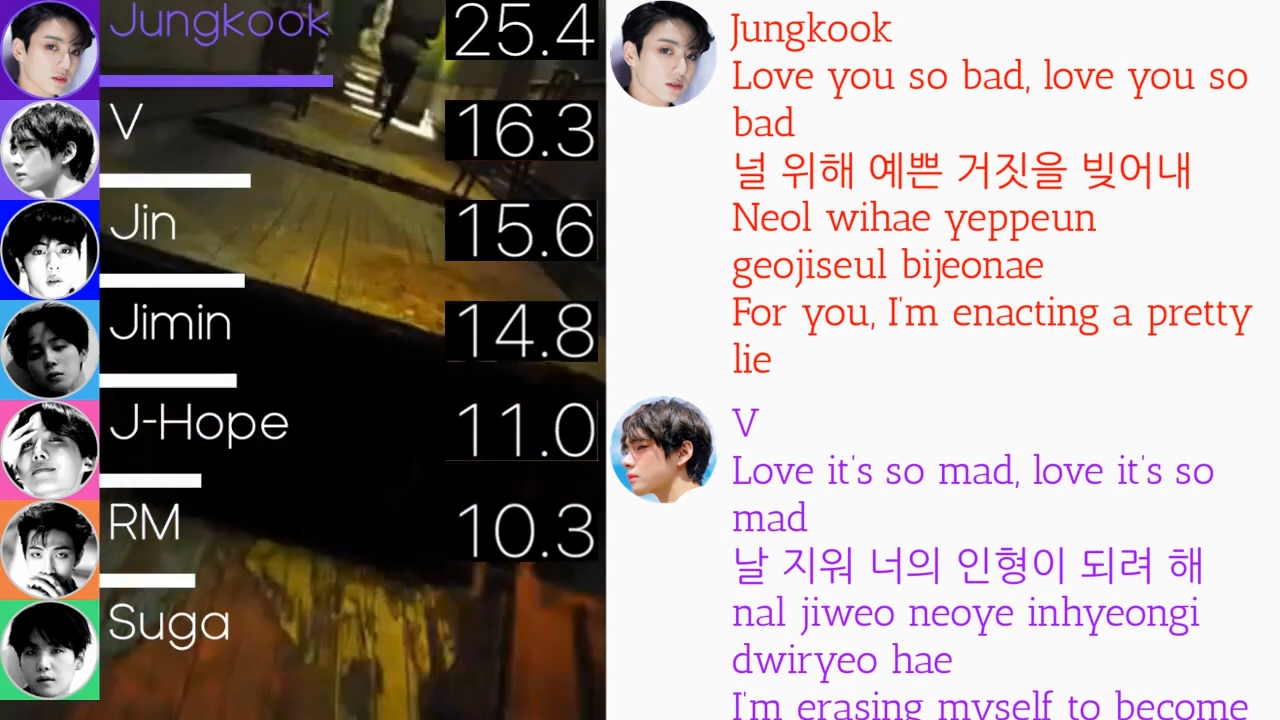 Jungkook
25.4
V
16.3
Jin
15.6
Jimin
14.8
J-Hope
11.0
RM
10.3
Suga
Jungkook
Love you so bad, love you so
bad
널 위해 예쁜 거짓을 빚어내
Neol wihae yeppeun
geojiseul bijeonae
For you, I'm enacting a pretty
lie
V
Love it's so mad, love it's so
mad
날 지워 너의 인형이 되려 해
nal jiweo neoye inhyeongi
dwiryeo hae
I'm erasing myself to become